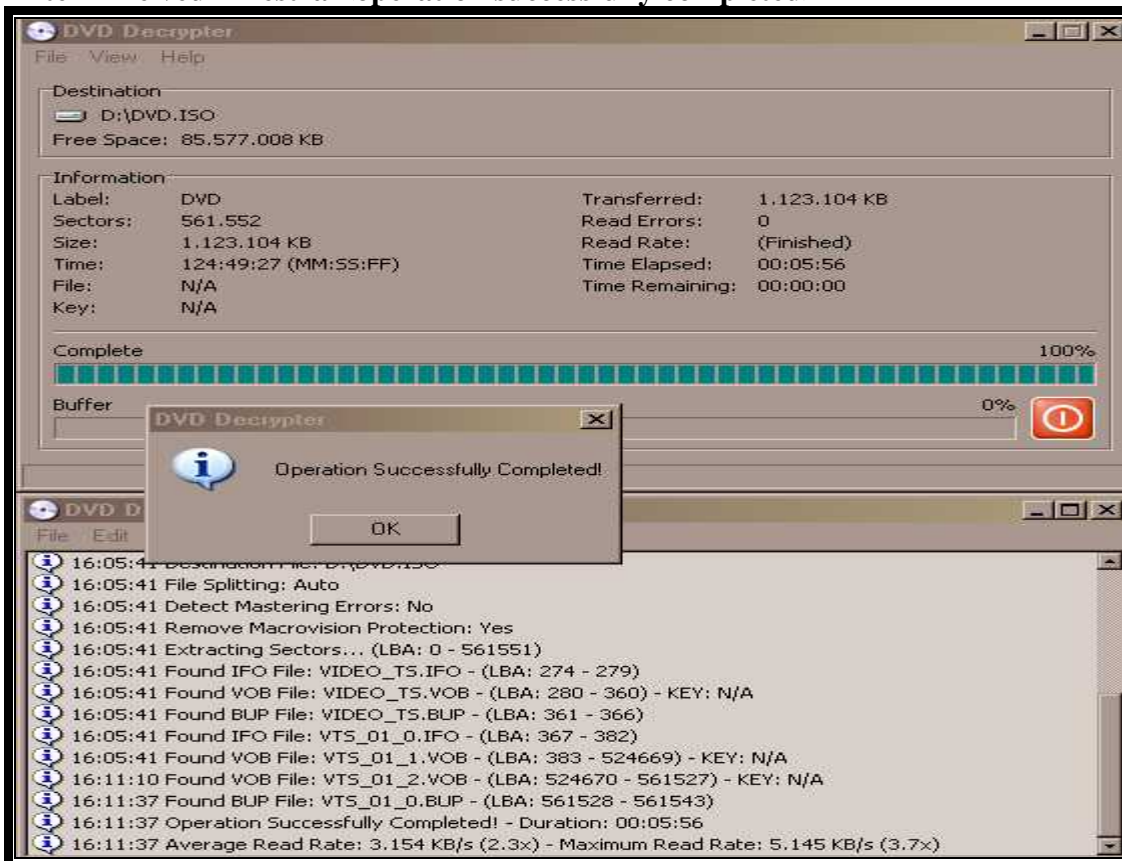 DVD Decrypter
File View Help
Destination
D:\DVD.ISO
Free Space: 85.577.008 KB
Information
Label: DVD Transferred: 1.123.104 KB
Sectors: 561.552 Read Errors: 0
Size: 1.123.104 KB Read Rate: (Finished)
Time: 124:49:27 (MM:SS:FF) Time Elapsed: 00:05:56
File: N/A Time Remaining: 00:00:00
Key: N/A
Complete 100%
Buffer 0%
DVD Decrypter
Operation Successfully Completed!
OK
DVD D
File Edit
16:05:41 Destination File: D:\DVD.ISO
16:05:41 File Splitting: Auto
16:05:41 Detect Mastering Errors: No
16:05:41 Remove Macrovision Protection: Yes
16:05:41 Extracting Sectors... (LBA: 0 - 561551)
16:05:41 Found IFO File: VIDEO_TS.IFO - (LBA: 274 - 279)
16:05:41 Found VOB File: VIDEO_TS.VOB - (LBA: 280 - 360) - KEY: N/A
16:05:41 Found BUP File: VIDEO_TS.BUP - (LBA: 361 - 366)
16:05:41 Found IFO File: VTS_01_0.IFO - (LBA: 367 - 382)
16:05:41 Found VOB File: VTS_01_1.VOB - (LBA: 383 - 524669) - KEY: N/A
16:11:10 Found VOB File: VTS_01_2.VOB - (LBA: 524670 - 561527) - KEY: N/A
16:11:37 Found BUP File: VTS_01_0.BUP - (LBA: 561528 - 561543)
16:11:37 Operation Successfully Completed! - Duration: 00:05:56
16:11:37 Average Read Rate: 3.154 KB/s (2.3x) - Maximum Read Rate: 5.145 KB/s (3.7x)